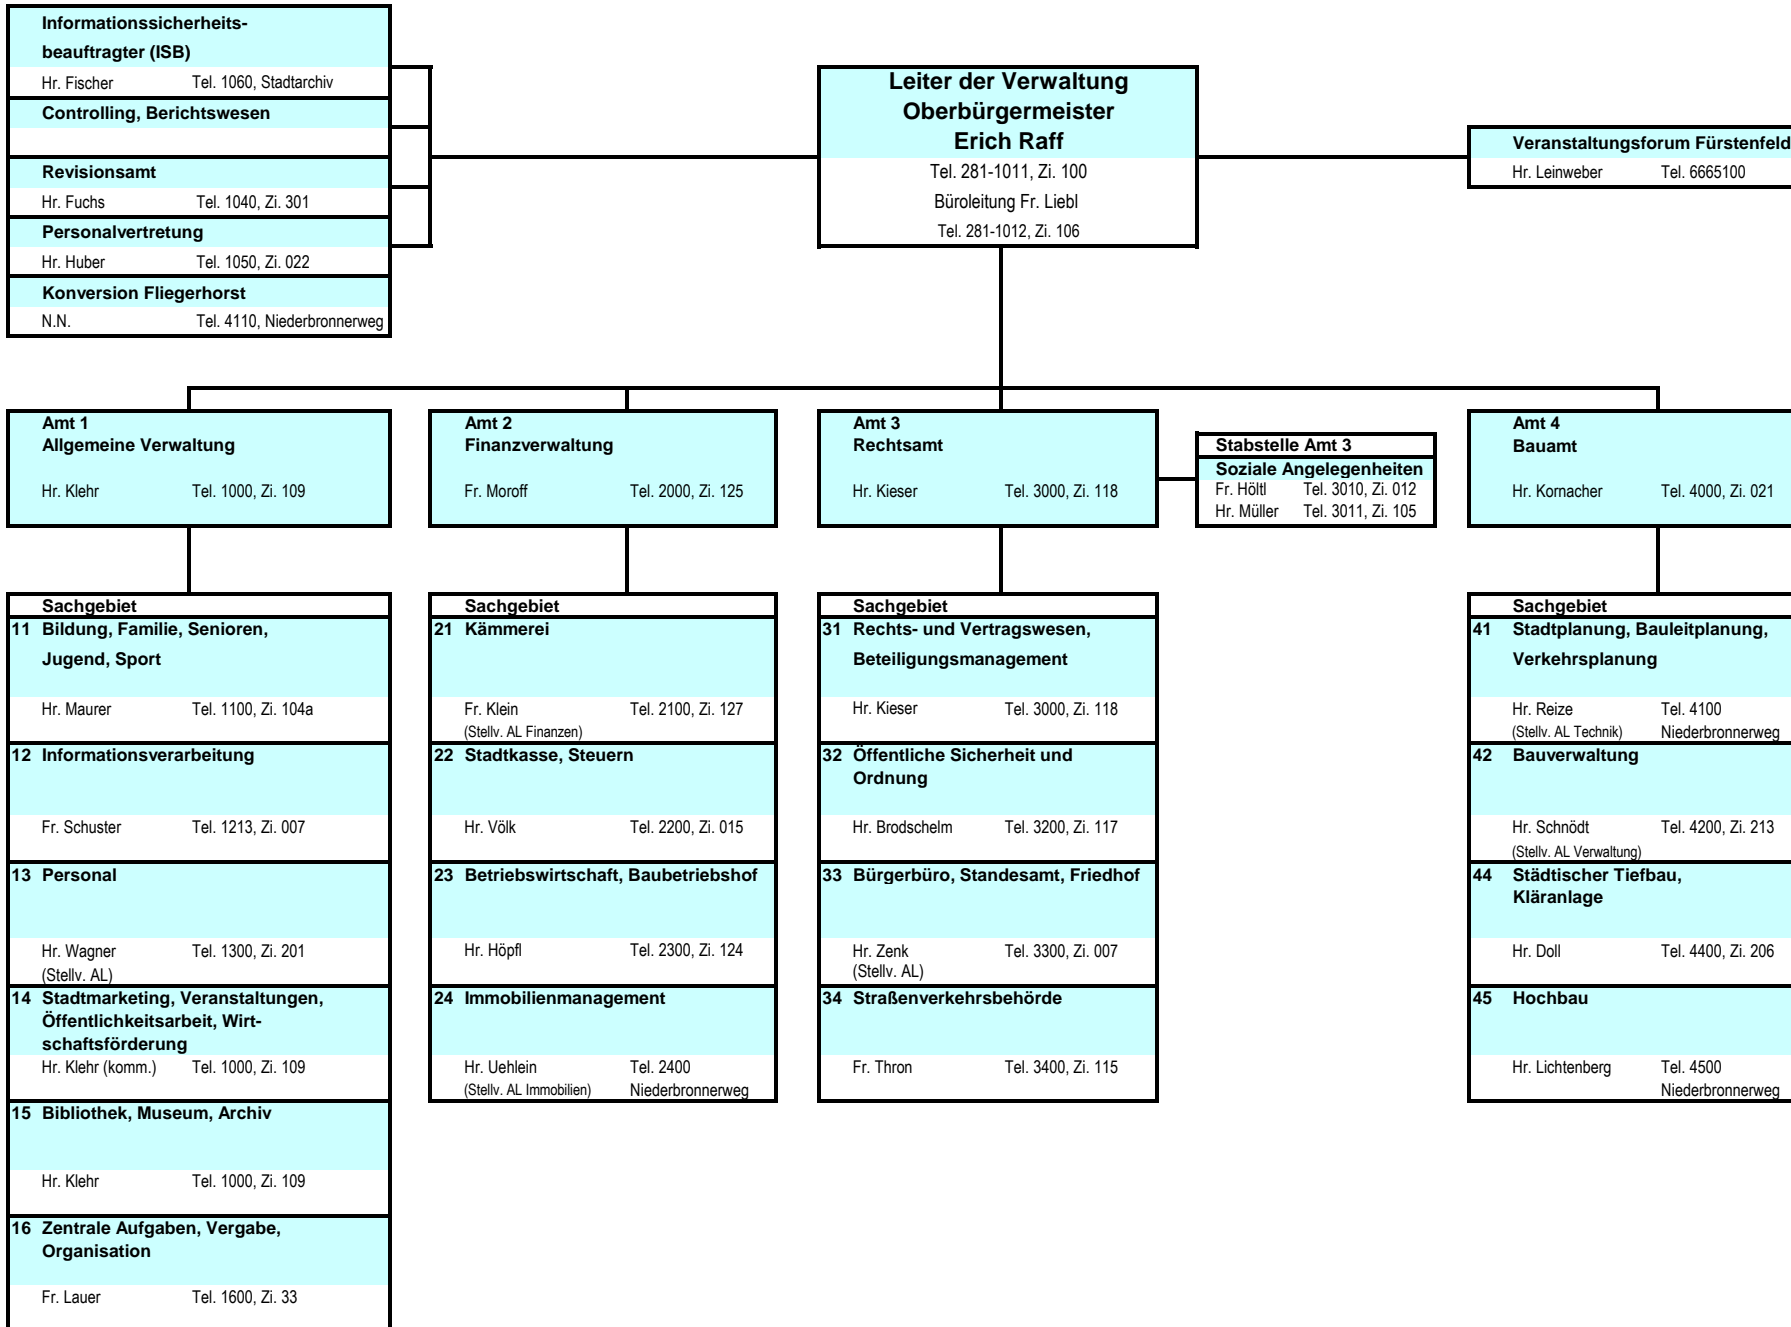 Informationssicherheits-
beauftragter (ISB)
Hr. Fischer Tel. 1060, Stadtarchiv
Controlling, Berichtswesen
Revisionsamt
Hr. Fuchs Tel. 1040, Zi. 301
Personalvertretung
Hr. Huber Tel. 1050, Zi. 022
Konversion Fliegerhorst
N.N. Tel. 4110, Niederbronnerweg
Leiter der Verwaltung
Oberbürgermeister
Erich Raff
Tel. 281-1011, Zi. 100
Büroleitung Fr. Liebl
Tel. 281-1012, Zi. 106
Veranstaltungsforum Fürstenfeld
Hr. Leinweber Tel. 6665100
Amt 1
Allgemeine Verwaltung
Hr. Klehr Tel. 1000, Zi. 109
Amt 2
Finanzverwaltung
Fr. Moroff Tel. 2000, Zi. 125
Amt 3
Rechtsamt
Hr. Kieser Tel. 3000, Zi. 118
Stabstelle Amt 3
Soziale Angelegenheiten
Fr. Höltl Tel. 3010, Zi. 012
Hr. Müller Tel. 3011, Zi. 105
Amt 4
Bauamt
Hr. Kornacher Tel. 4000, Zi. 021
Sachgebiet
11 Bildung, Familie, Senioren,
Jugend, Sport
Hr. Maurer Tel. 1100, Zi. 104a
12 Informationsverarbeitung
Fr. Schuster Tel. 1213, Zi. 007
13 Personal
Hr. Wagner Tel. 1300, Zi. 201
(Stellv. AL)
14 Stadtmarketing, Veranstaltungen,
Öffentlichkeitsarbeit, Wirt-
schaftsförderung
Hr. Klehr (komm.) Tel. 1000, Zi. 109
15 Bibliothek, Museum, Archiv
Hr. Klehr Tel. 1000, Zi. 109
16 Zentrale Aufgaben, Vergabe,
Organisation
Fr. Lauer Tel. 1600, Zi. 33
Sachgebiet
21 Kämmerei
Fr. Klein Tel. 2100, Zi. 127
(Stellv. AL Finanzen)
22 Stadtkasse, Steuern
Hr. Völk Tel. 2200, Zi. 015
23 Betriebswirtschaft, Baubetriebshof
Hr. Höpfl Tel. 2300, Zi. 124
24 Immobilienmanagement
Hr. Uehlein Tel. 2400
(Stellv. AL Immobilien) Niederbronnerweg
Sachgebiet
31 Rechts- und Vertragswesen,
Beteiligungsmanagement
Hr. Kieser Tel. 3000, Zi. 118
32 Öffentliche Sicherheit und
Ordnung
Hr. Brodschelm Tel. 3200, Zi. 117
33 Bürgerbüro, Standesamt, Friedhof
Hr. Zenk Tel. 3300, Zi. 007
(Stellv. AL)
34 Straßenverkehrsbehörde
Fr. Thron Tel. 3400, Zi. 115
Sachgebiet
41 Stadtplanung, Bauleitplanung,
Verkehrsplanung
Hr. Reize Tel. 4100
(Stellv. AL Technik) Niederbronnerweg
42 Bauverwaltung
Hr. Schnödt Tel. 4200, Zi. 213
(Stellv. AL Verwaltung)
44 Städtischer Tiefbau,
Kläranlage
Hr. Doll Tel. 4400, Zi. 206
45 Hochbau
Hr. Lichtenberg Tel. 4500
Niederbronnerweg